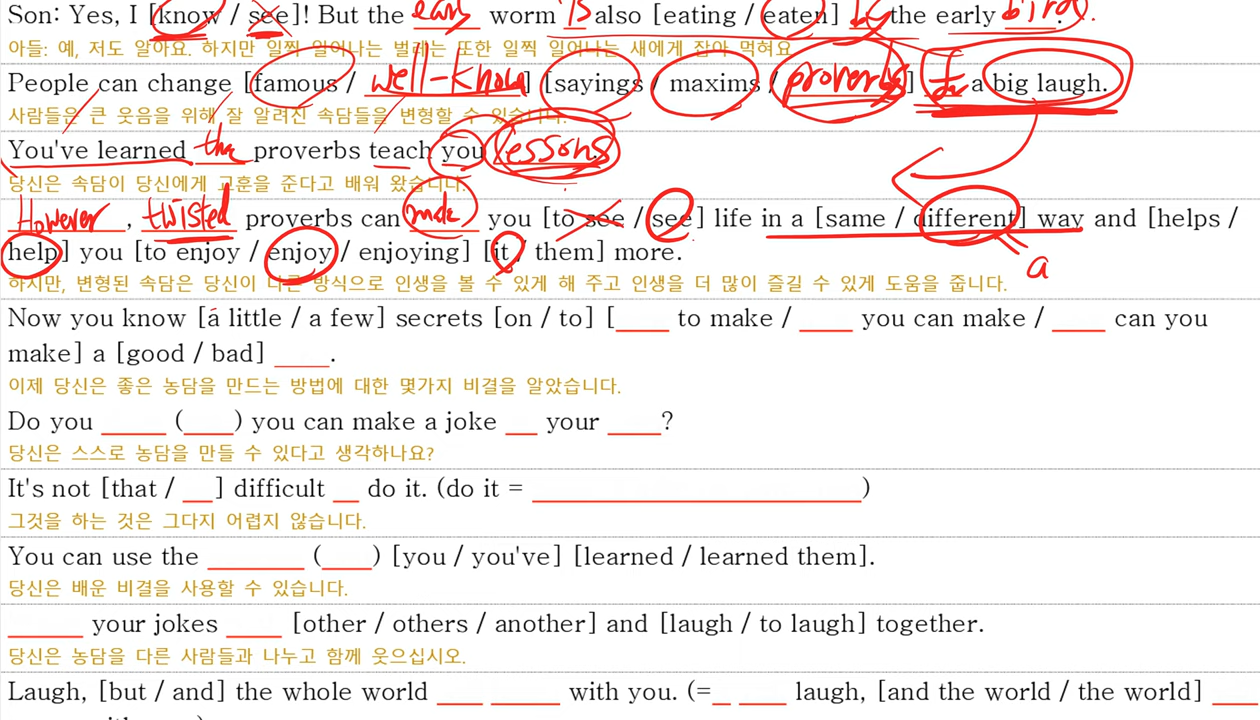 Son: Yes, I [know / see]! But the early worm is also [eating / eaten] by the early birds.
아들: 예, 저도 알아요. 하지만 일찍 일어나는 벌레는 또한 일찍 일어나는 새에게 잡아 먹혀요
People can change [famous / well-know] [sayings / maxims / proverbs] for a big laugh.
사람들은 큰 웃음을 위해 잘 알려진 속담들을 변형할 수 있습니다.
You've learned tha proverbs teach you lessons
당신은 속담이 당신에게 교훈을 준다고 배워 왔습니다.
However, twisted proverbs can make you [to see / see] life in a [same / different] way and [helps /
a
help] you [to enjoy / enjoy / enjoying] [it / them] more.
하지만, 변형된 속담은 당신이 다른 방식으로 인생을 볼 수 있게 해 주고 인생을 더 많이 즐길 수 있게 도움을 줍니다.
Now you know [a little / a few] secrets [on / to] [____ to make / ____ you can make / ____ can you
make] a [good / bad] ____.
이제 당신은 좋은 농담을 만드는 방법에 대한 몇가지 비결을 알았습니다.
Do you _____ (____) you can make a joke __ your ____?
당신은 스스로 농담을 만들 수 있다고 생각하나요?
It's not [that / __] difficult __ do it. (do it = _________________________)
그것을 하는 것은 그다지 어렵지 않습니다.
You can use the _______ (____) [you / you've] [learned / learned them].
당신은 배운 비결을 사용할 수 있습니다.
______ your jokes ____ [other / others / another] and [laugh / to laugh] together.
당신은 농담을 다른 사람들과 나누고 함께 웃으십시오.
Laugh, [but / and] the whole world ____ _____ with you. (=_ ____ laugh, [and the world / the world] ____